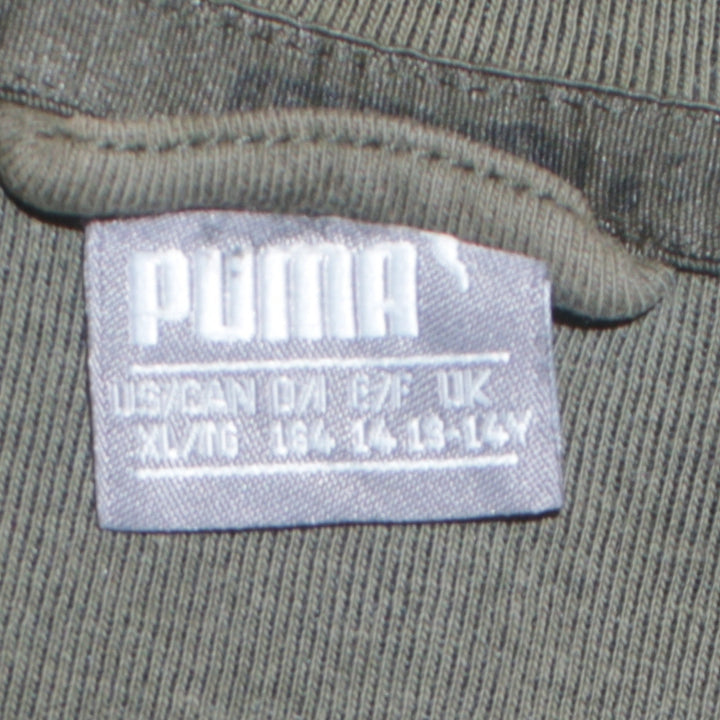 PUMA
US/CAN D/I E/F UK
XL/TG 164 14 13-14Y